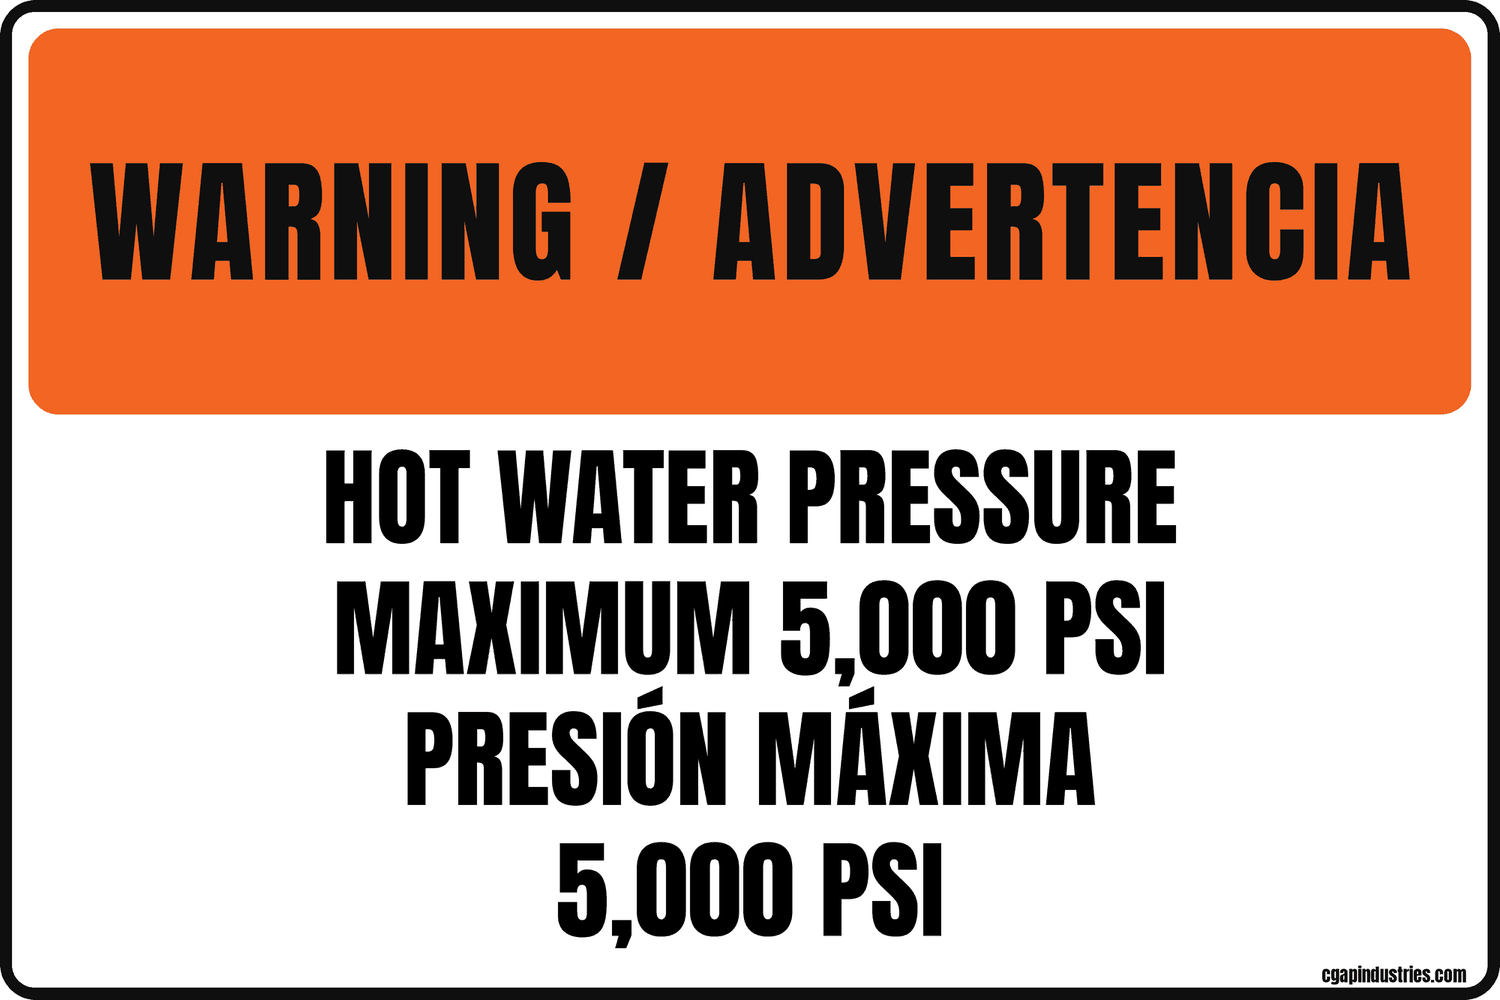 WARNING / ADVERTENCIA
HOT WATER PRESSURE
MAXIMUM 5,000 PSI
PRESIÓN MÁXIMA
5,000 PSI
cgapindustries.com